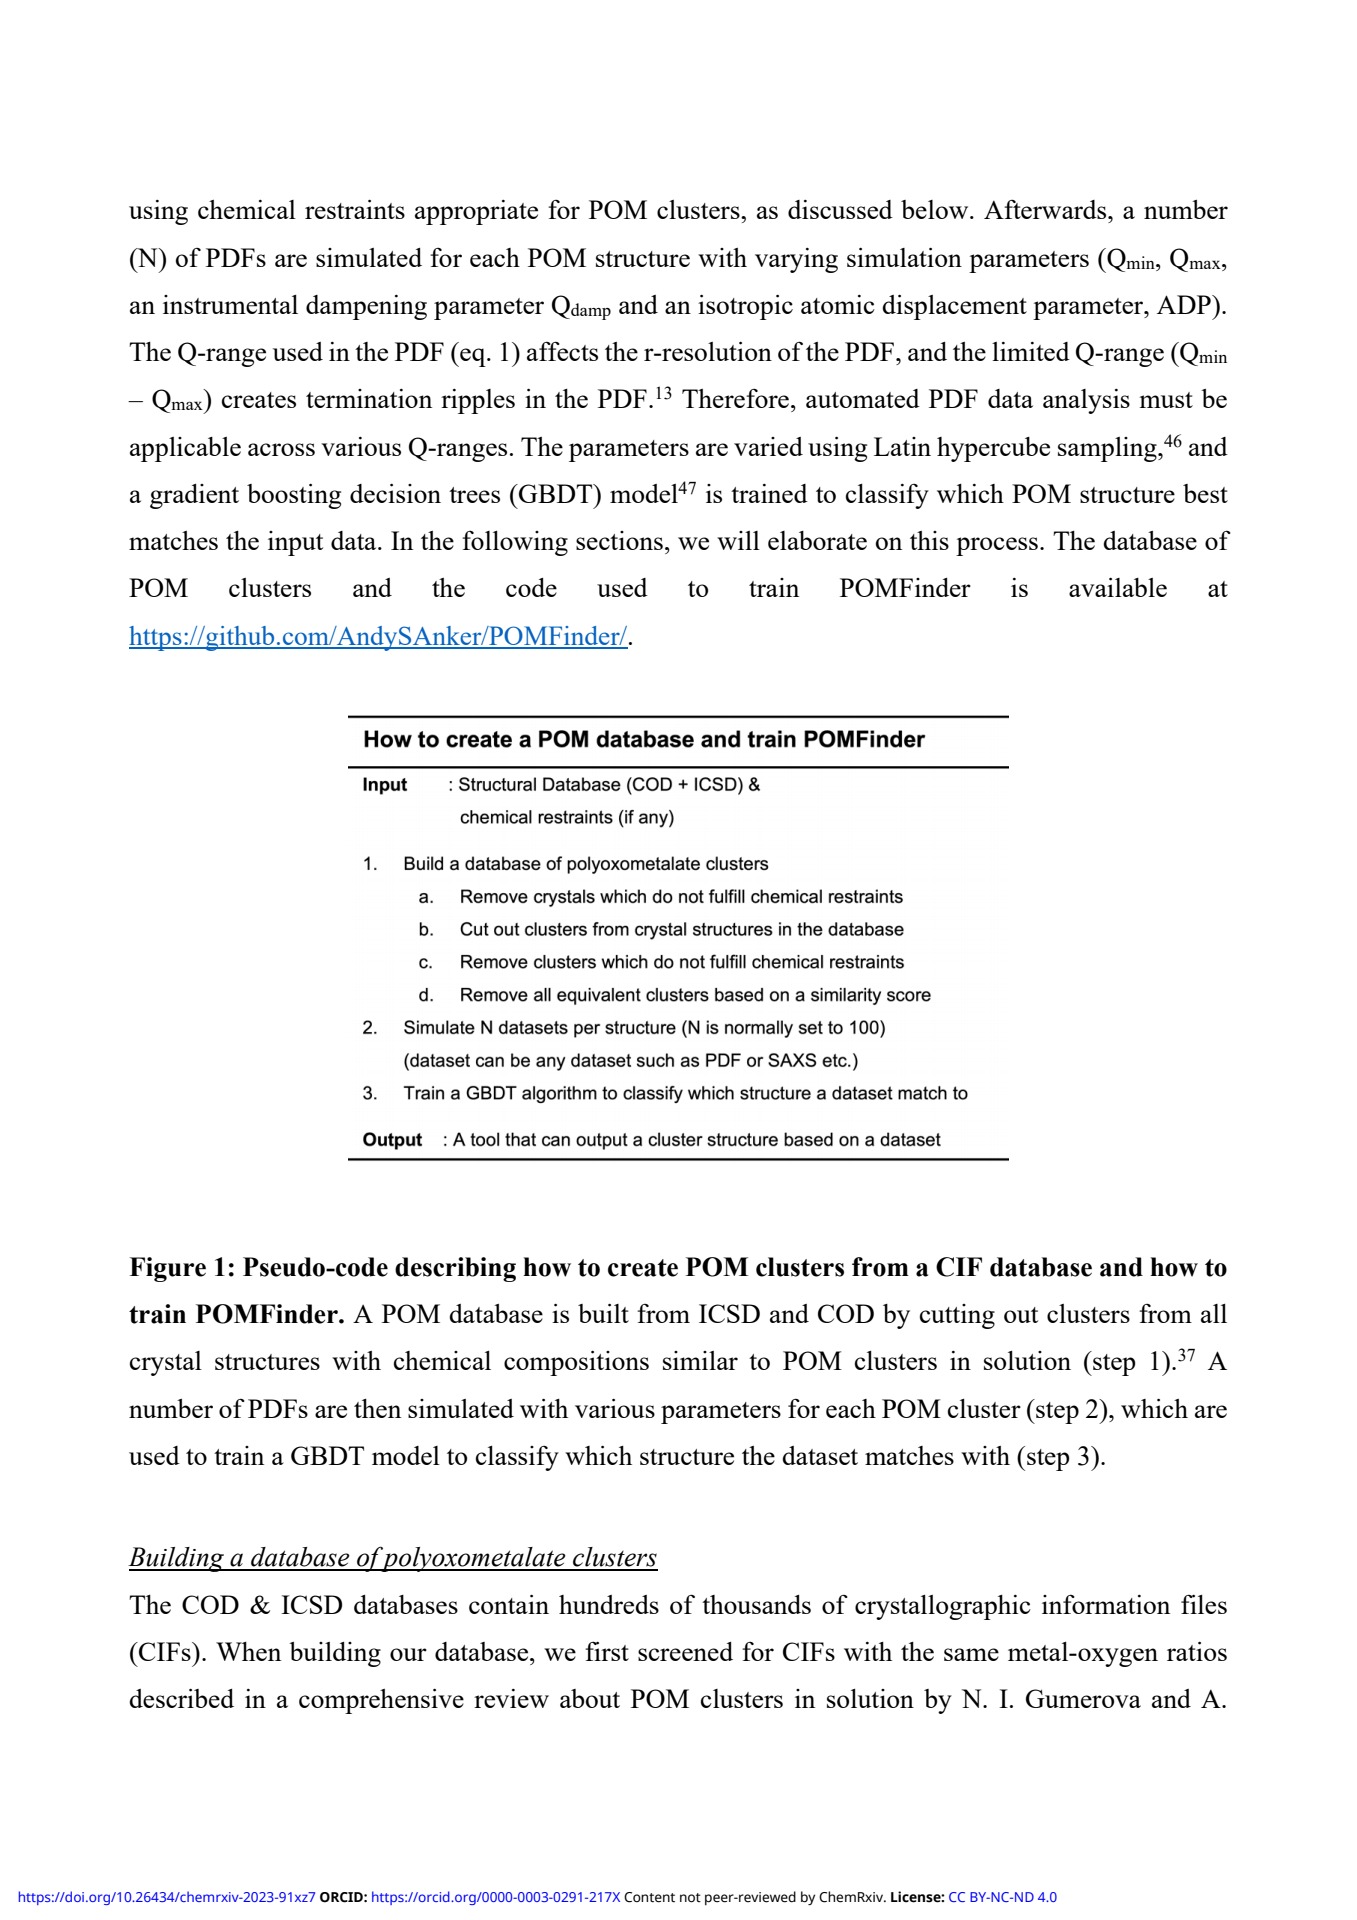 using chemical restraints appropriate for POM clusters, as discussed below. Afterwards, a number
(N) of PDFs are simulated for each POM structure with varying simulation parameters (Qmin, Qmax,
an instrumental dampening parameter Qdamp and an isotropic atomic displacement parameter, ADP).
The Q-range used in the PDF (eq. 1) affects the r-resolution of the PDF, and the limited Q-range (Qmin
– Qmax) creates termination ripples in the PDF.13 Therefore, automated PDF data analysis must be
applicable across various Q-ranges. The parameters are varied using Latin hypercube sampling,46 and
a gradient boosting decision trees (GBDT) model47 is trained to classify which POM structure best
matches the input data. In the following sections, we will elaborate on this process. The database of
POM clusters and the code used to train POMFinder is available at
https://github.com/AndySAnker/POMFinder/.
How to create a POM database and train POMFinder
Input : Structural Database (COD + ICSD) &
chemical restraints (if any)
1. Build a database of polyoxometalate clusters
a. Remove crystals which do not fulfill chemical restraints
b. Cut out clusters from crystal structures in the database
c. Remove clusters which do not fulfill chemical restraints
d. Remove all equivalent clusters based on a similarity score
2. Simulate N datasets per structure (N is normally set to 100)
(dataset can be any dataset such as PDF or SAXS etc.)
3. Train a GBDT algorithm to classify which structure a dataset match to
Output : A tool that can output a cluster structure based on a dataset
Figure 1: Pseudo-code describing how to create POM clusters from a CIF database and how to
train POMFinder. A POM database is built from ICSD and COD by cutting out clusters from all
crystal structures with chemical compositions similar to POM clusters in solution (step 1).37 A
number of PDFs are then simulated with various parameters for each POM cluster (step 2), which are
used to train a GBDT model to classify which structure the dataset matches with (step 3).
Building a database of polyoxometalate clusters
The COD & ICSD databases contain hundreds of thousands of crystallographic information files
(CIFs). When building our database, we first screened for CIFs with the same metal-oxygen ratios
described in a comprehensive review about POM clusters in solution by N. I. Gumerova and A.
https://doi.org/10.26434/chemrxiv-2023-91xz7 ORCID: https://orcid.org/0000-0003-0291-217X Content not peer-reviewed by ChemRxiv. License: CC BY-NC-ND 4.0